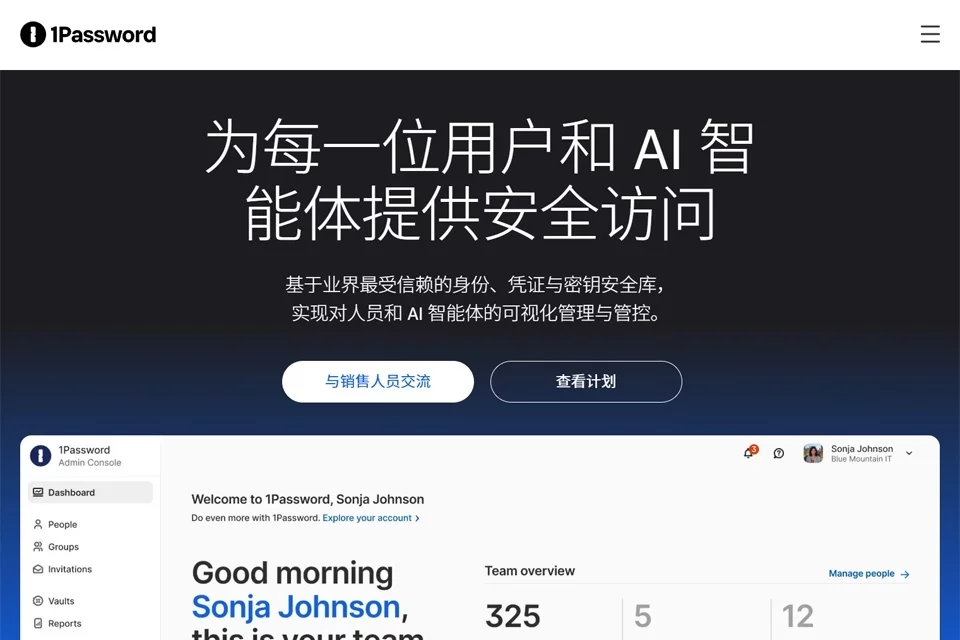 1Password
为每一位用户和 AI 智
能体提供安全访问
基于业界最受信赖的身份、凭证与密钥安全库，
实现对人员和 AI 智能体的可视化管理与管控。
与销售人员交流
查看计划
1Password
Admin Console
3
Sonja Johnson
Blue Mountain IT
Dashboard
People
Groups
Invitations
Vaults
Reports
Welcome to 1Password, Sonja Johnson
Do even more with 1Password. Explore your account
Good morning
Sonja Johnson,
this is your team
Team overview
Manage people
325
5
12